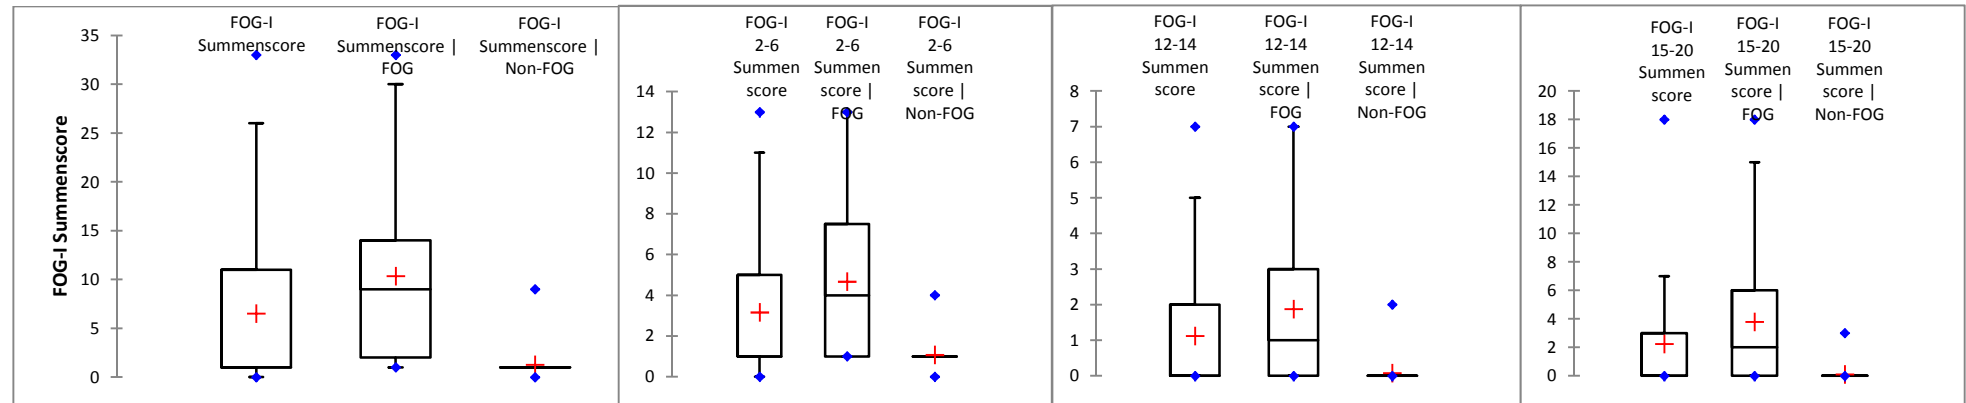 FOG-I Summenscore
35
30
25
20
15
10
5
0
FOG-I
Summenscore
FOG-I
Summenscore |
FOG
FOG-I
Summenscore |
Non-FOG
14
12
10
8
6
4
2
0
FOG-I
2-6
Summen
score
FOG-I
2-6
Summen
score |
FOG
FOG-I
2-6
Summen
score |
Non-FOG
8
7
6
5
4
3
2
1
0
FOG-I
12-14
Summen
score
FOG-I
12-14
Summen
score |
FOG
FOG-I
12-14
Summen
score |
Non-FOG
20
18
16
14
12
10
8
6
4
2
0
FOG-I
15-20
Summen
score
FOG-I
15-20
Summen
score |
FOG
FOG-I
15-20
Summen
score |
Non-FOG